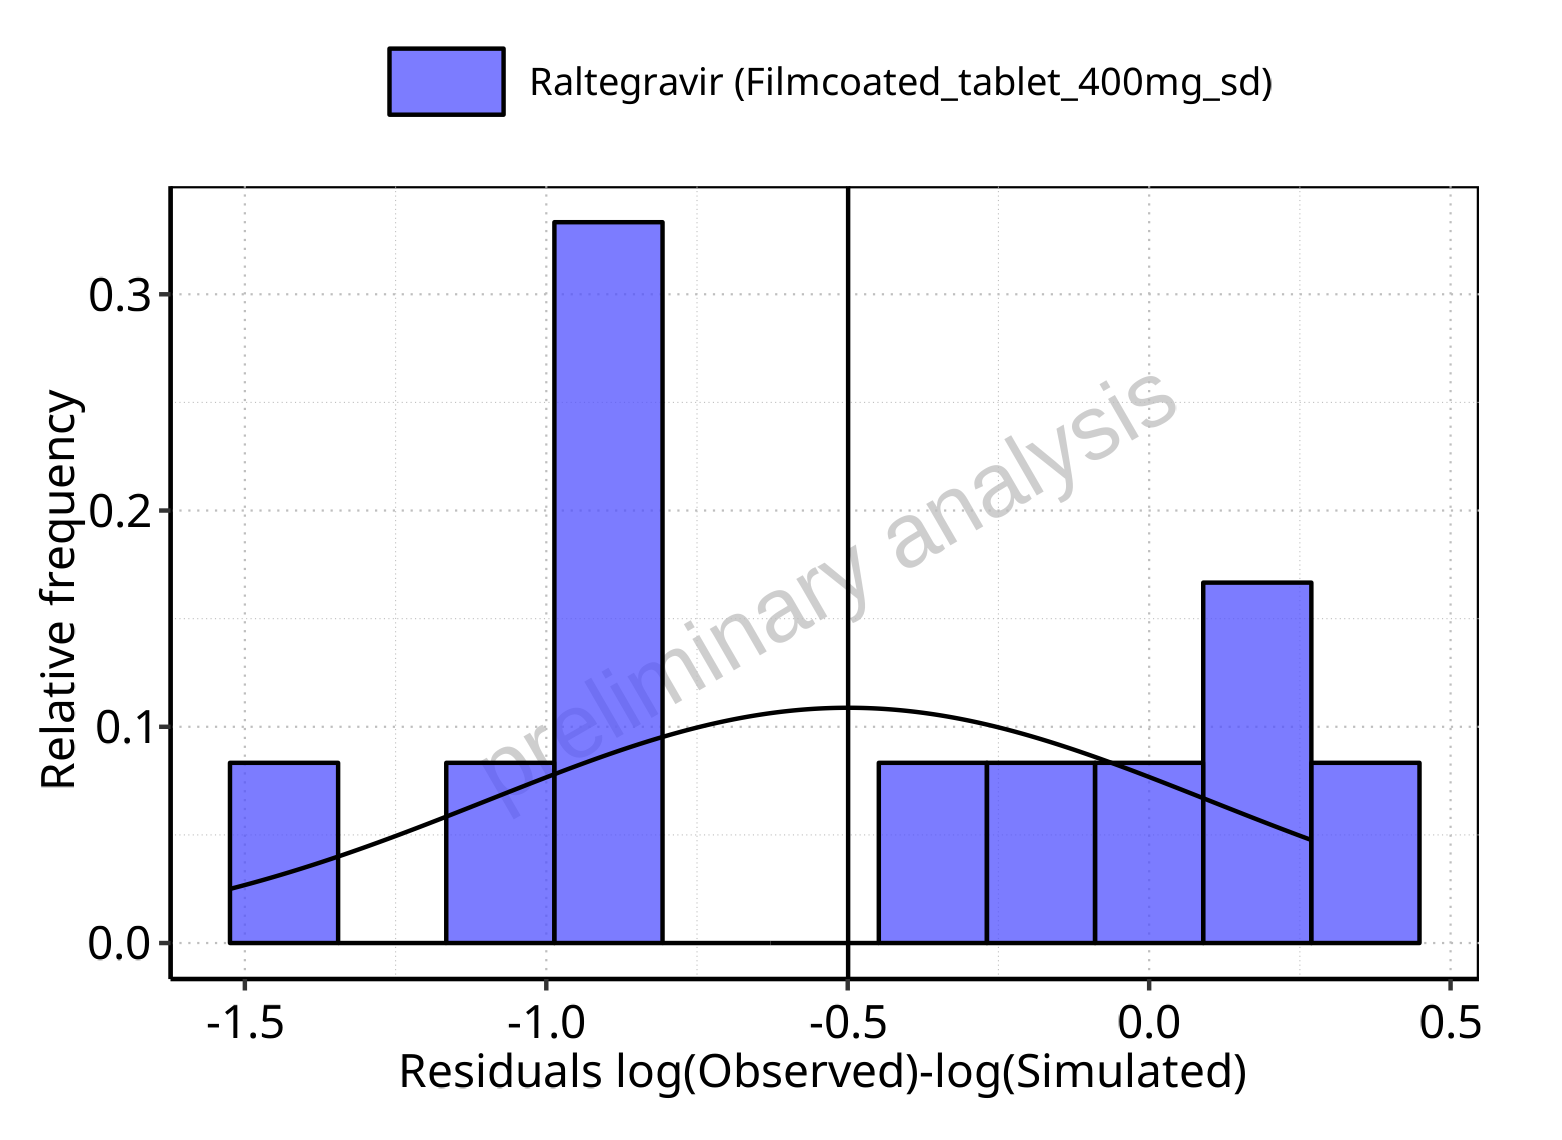 Raltegravir (Filmcoated_tablet_400mg_sd)
Relative frequency
0.3
0.2
0.1
0.0
preliminary analysis
-1.5 -1.0 -0.5 0.0 0.5
Residuals log(Observed)-log(Simulated)